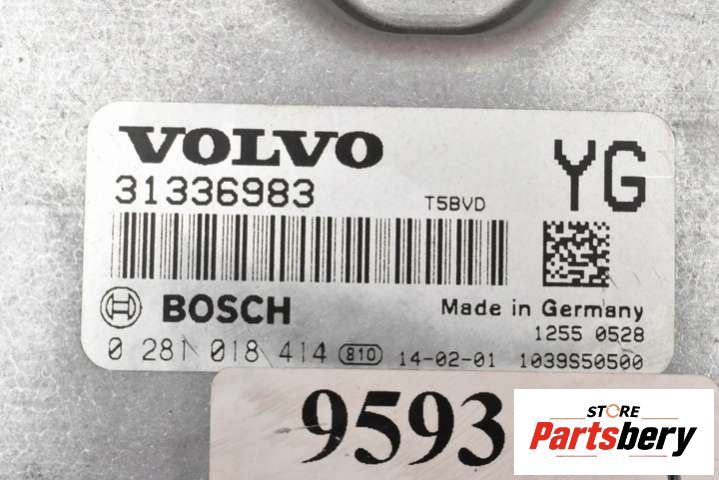 VOLVO YG
31336983 T5BVD
BOSCH Made in Germany
1255 0528
0 281 018 414 810 14-02-01 1039S50500
9593
STORE
Partsbery